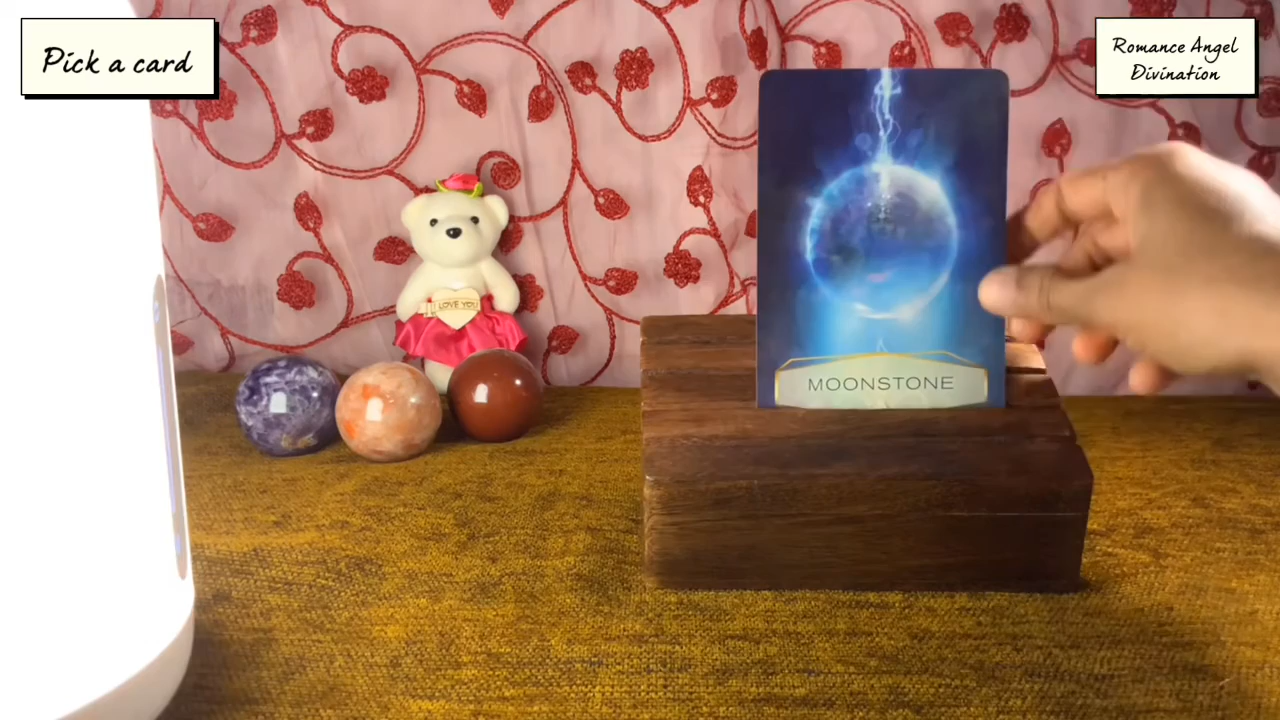 Pick a card
Romance Angel
Divination
I LOVE YOU
MOONSTONE